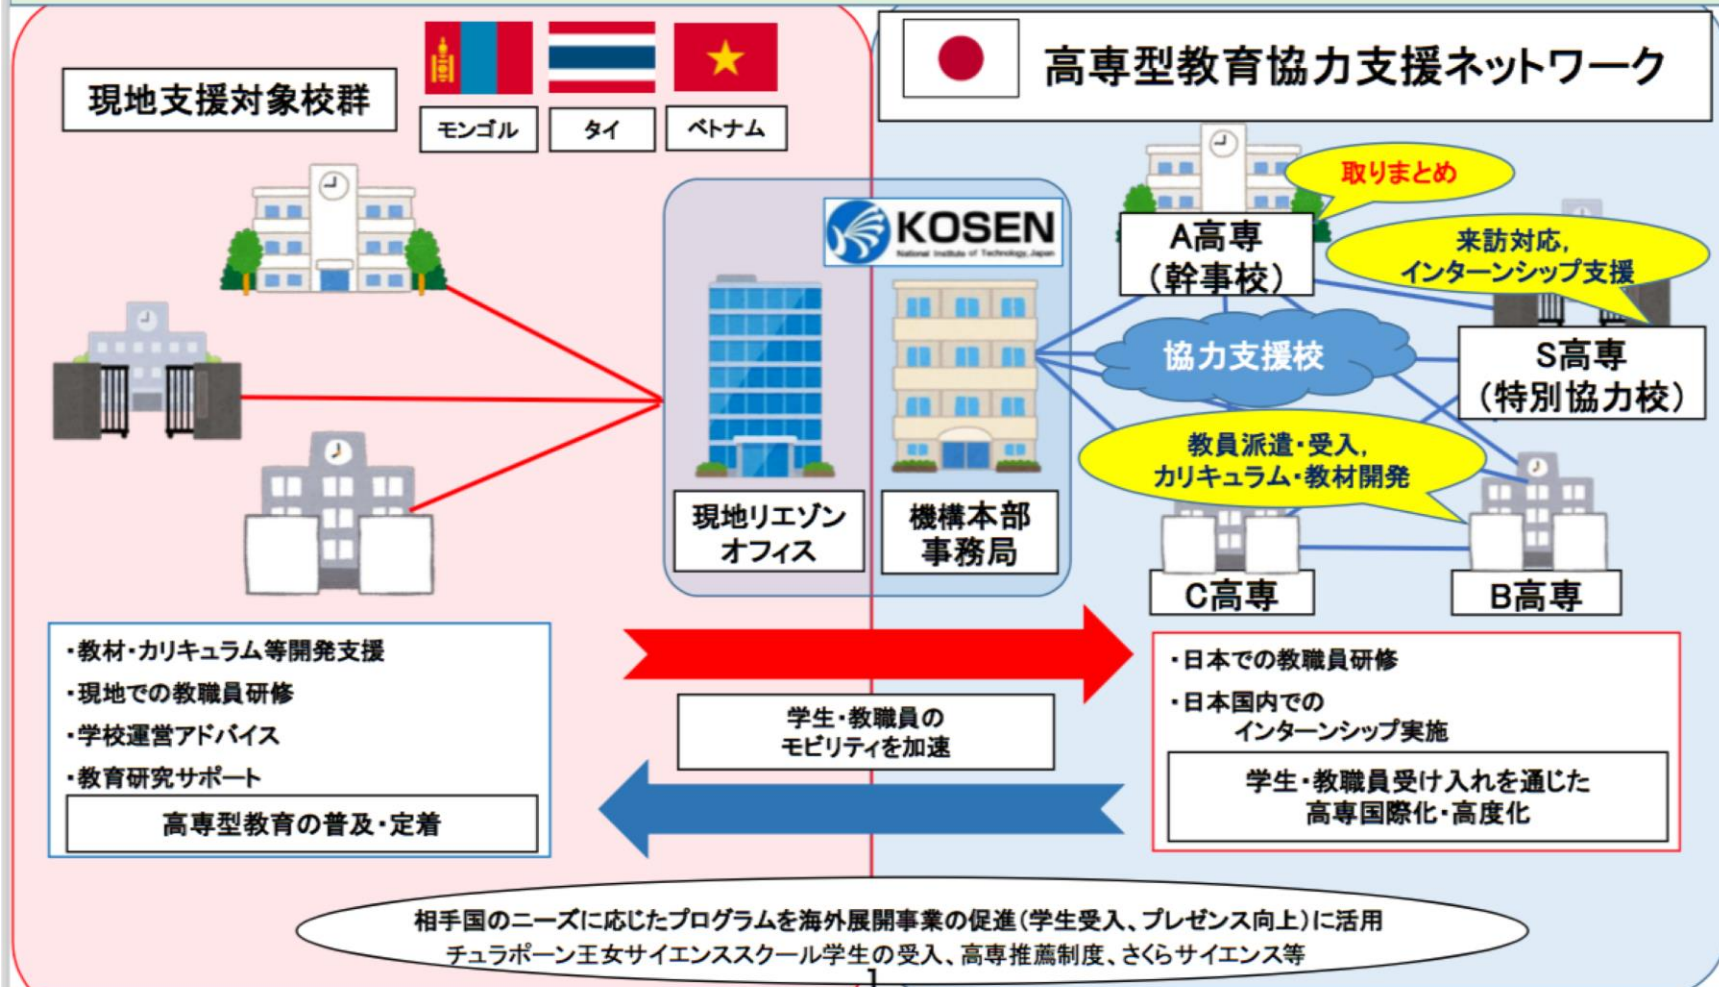 現地支援対象校群
モンゴル
タイ
ベトナム
高専型教育協力支援ネットワーク
KOSEN
National Institute of Technology, Japan
取りまとめ
A高専
（幹事校）
来訪対応，
インターンシップ支援
協力支援校
S高専
（特別協力校）
教員派遣・受入，
カリキュラム・教材開発
C高専
B高専
現地リエゾン
オフィス
機構本部
事務局
・教材・カリキュラム等開発支援
・現地での教職員研修
・学校運営アドバイス
・教育研究サポート
高専型教育の普及・定着
学生・教職員の
モビリティを加速
・日本での教職員研修
・日本国内での
インターンシップ実施
学生・教職員受け入れを通じた
高専国際化・高度化
相手国のニーズに応じたプログラムを海外展開事業の促進（学生受入、プレゼンス向上）に活用
チュラポーン王女サイエンススクール学生の受入、高専推薦制度、さくらサイエンス等